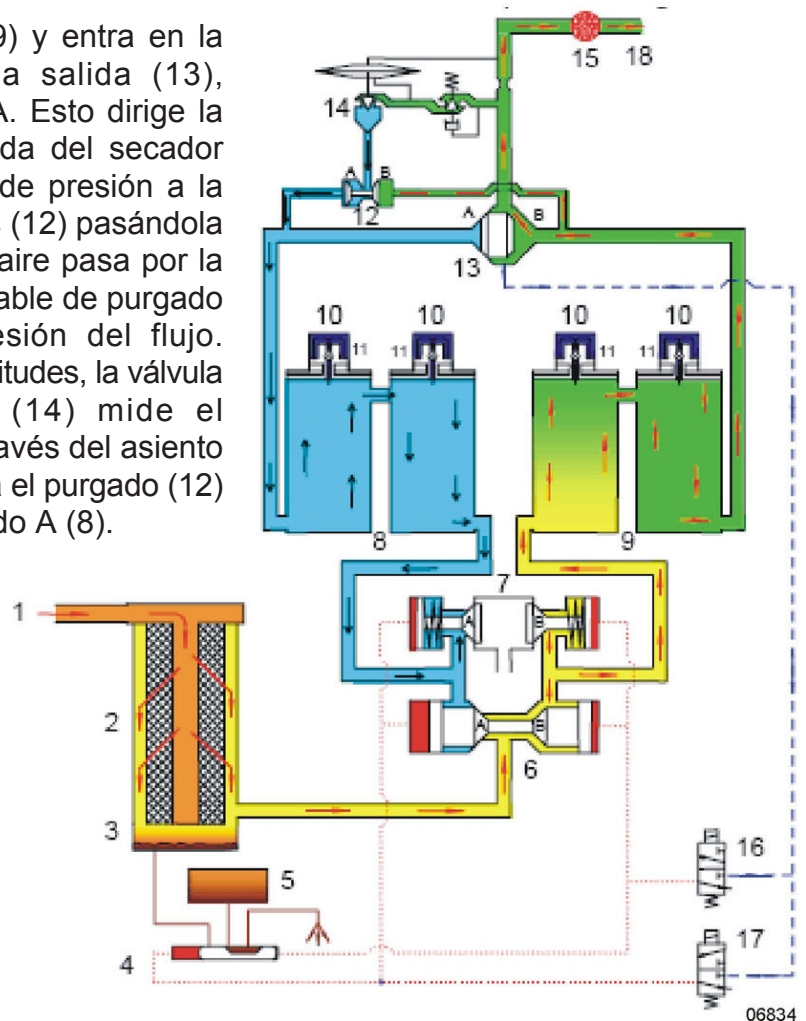 9) y entra en la
a salida (13),
A. Esto dirige la
da del secador
de presión a la
(12) pasándola
aire pasa por la
able de purgado
esión del flujo.
itudes, la válvula
(14) mide el
avés del asiento
el purgado (12)
do A (8).
15 18
14
A B
12
A B
13
10 10 10 10
11 11 11 11
8 9
7
A B
1
A B
6
2
3
16
5
17
4
06834